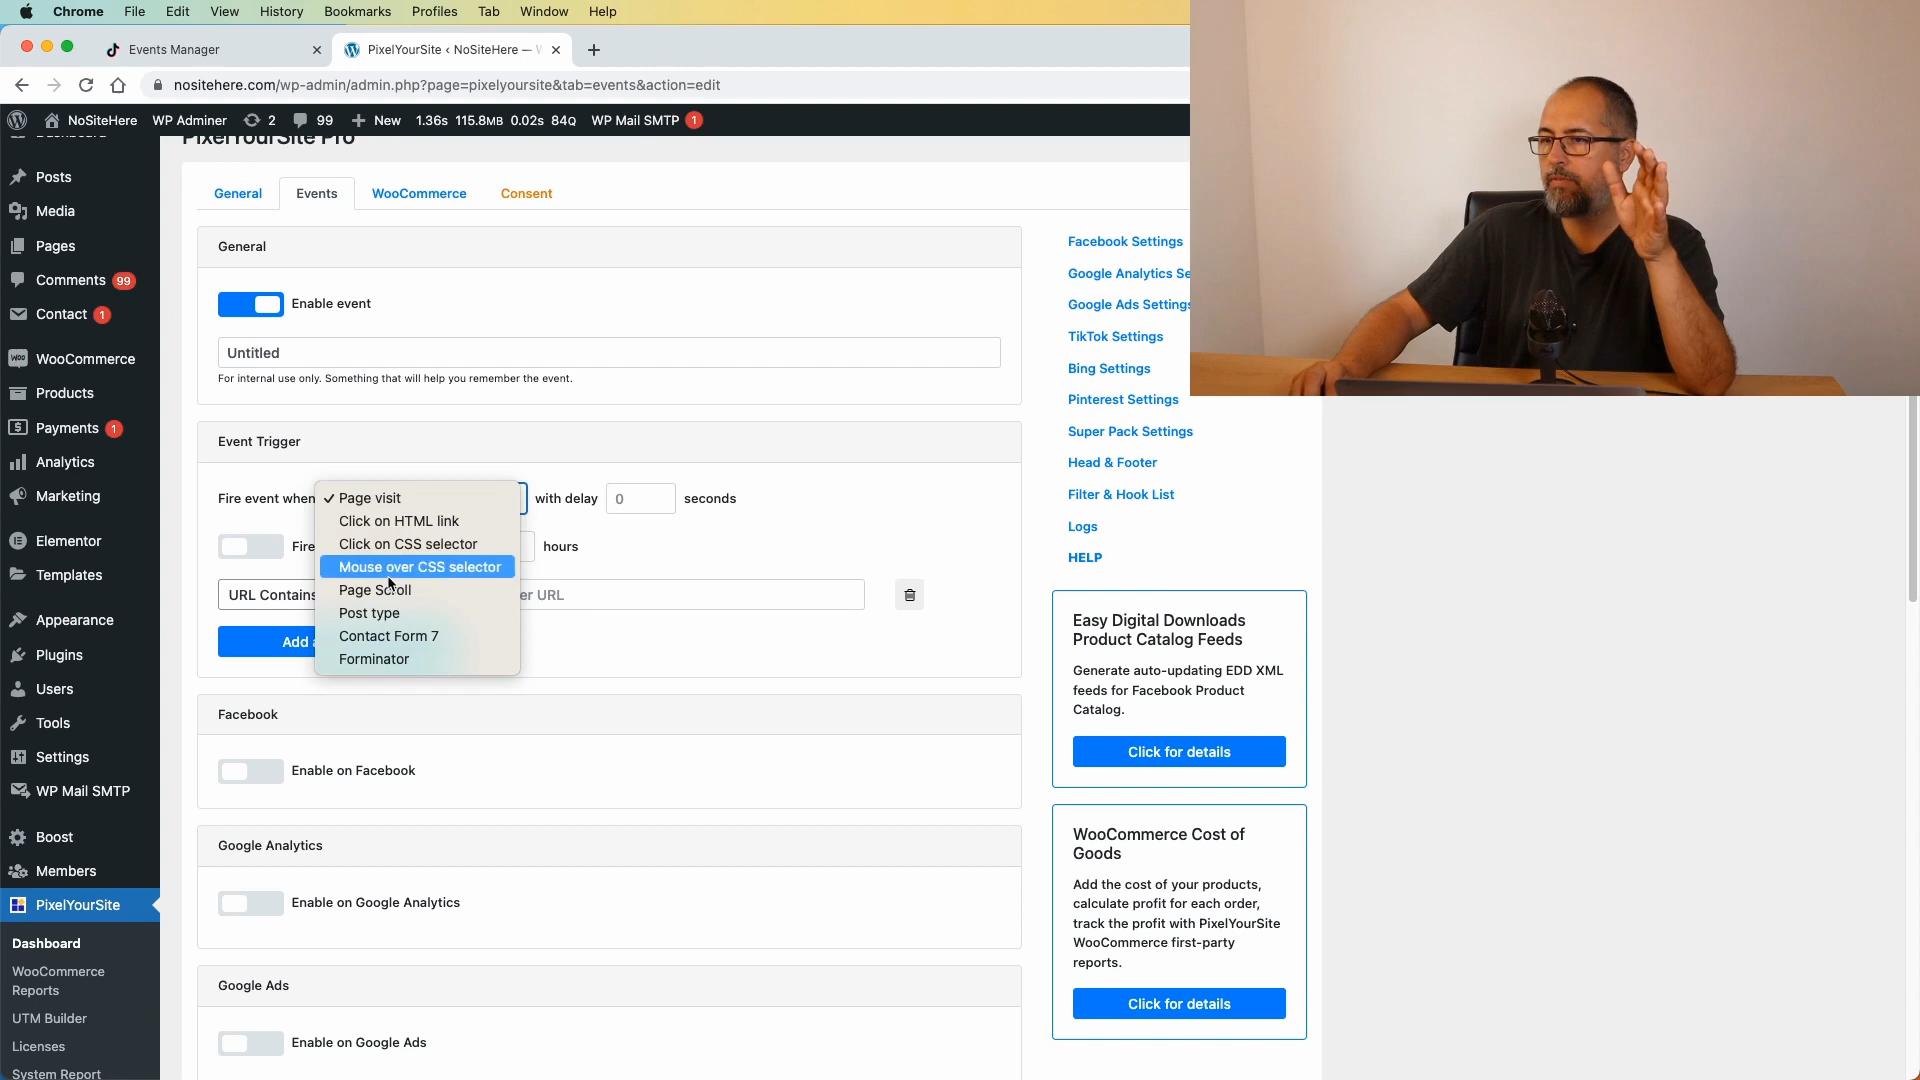 Chrome File Edit View History Bookmarks Profiles Tab Window Help
Events Manager
PixelYourSite ‹ NoSiteHere —
nositehere.com/wp-admin/admin.php?page=pixelyoursite&tab=events&action=edit
NoSiteHere WP Adminer 2 99 New 1.36s 115.8MB 0.02s 84Q WP Mail SMTP 1
PixelYourSite Pro
Dashboard
Posts
Media
Pages
Comments 99
Contact 1
WooCommerce
Products
Payments 1
Analytics
Marketing
Elementor
Templates
Appearance
Plugins
Users
Tools
Settings
WP Mail SMTP
Boost
Members
PixelYourSite
Dashboard
WooCommerce
Reports
UTM Builder
Licenses
System Report
General Events WooCommerce Consent
General
Enable event
Untitled
For internal use only. Something that will help you remember the event.
Event Trigger
Fire event when
with delay 0 seconds
✓ Page visit
Click on HTML link
Click on CSS selector
Mouse over CSS selector
Page Scroll
Post type
Contact Form 7
Forminator
Fire
hours
URL Contains
er URL
Add
Facebook
Enable on Facebook
Google Analytics
Enable on Google Analytics
Google Ads
Enable on Google Ads
Facebook Settings
Google Analytics Se
Google Ads Settings
TikTok Settings
Bing Settings
Pinterest Settings
Super Pack Settings
Head & Footer
Filter & Hook List
Logs
HELP
Easy Digital Downloads
Product Catalog Feeds
Generate auto-updating EDD XML
feeds for Facebook Product
Catalog.
Click for details
WooCommerce Cost of
Goods
Add the cost of your products,
calculate profit for each order,
track the profit with PixelYourSite
WooCommerce first-party
reports.
Click for details